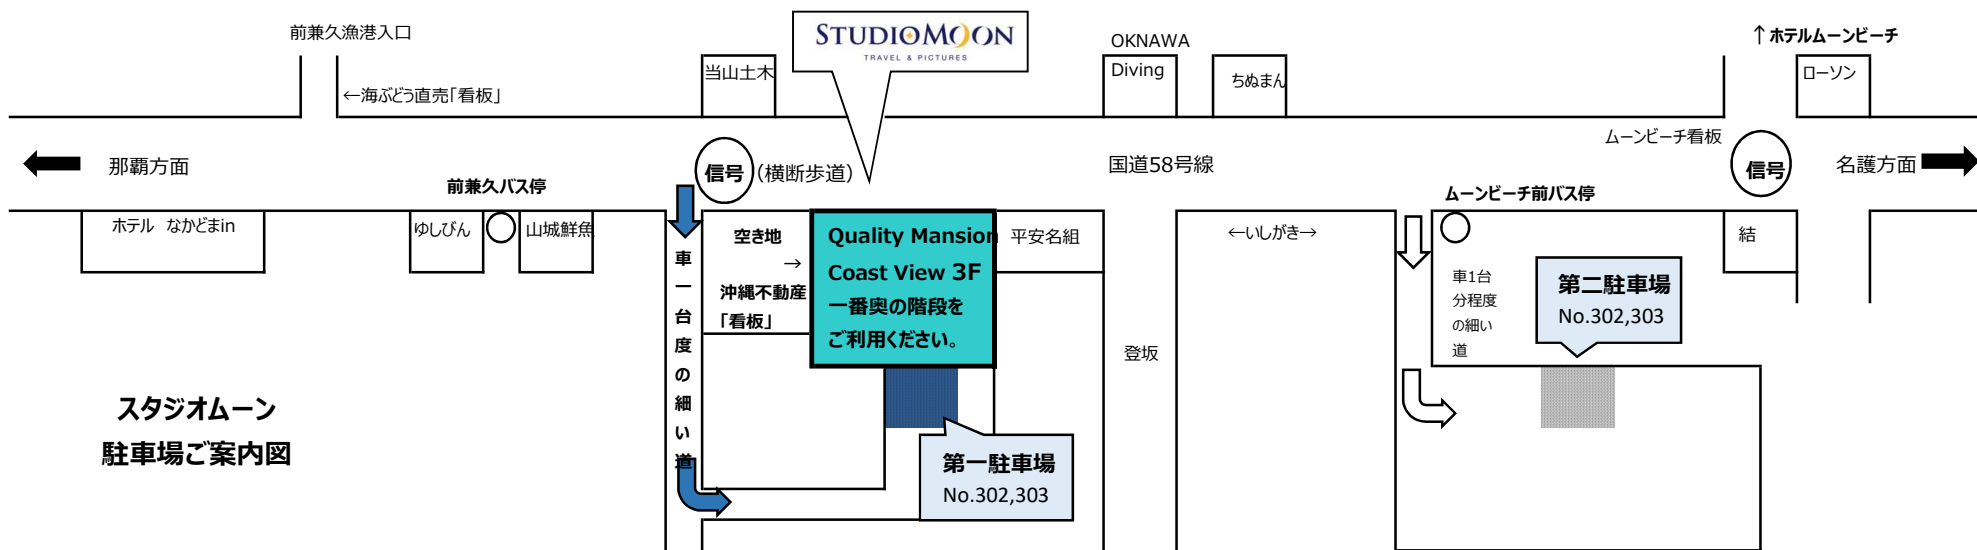 前兼久漁港入口
←海ぶどう直売「看板」
当山土木
STUDIOMOON
TRAVEL & PICTURES
OKNAWA
Diving
ちぬまん
↑ホテルムーンビーチ
ローソン
那覇方面
前兼久バス停
信号
(横断歩道)
国道58号線
ムーンビーチ看板
信号
名護方面
ムーンビーチ前バス停
ホテル なかどまin
ゆしびん
山城鮮魚
車一台度の細い道
空き地
→
沖縄不動産
「看板」
Quality Mansion
Coast View 3F
一番奥の階段を
ご利用ください。
平安名組
登坂
←いしがき→
車1台
分程度
の細い
道
第二駐車場
No.302,303
結
スタジオムーン
駐車場ご案内図
第一駐車場
No.302,303